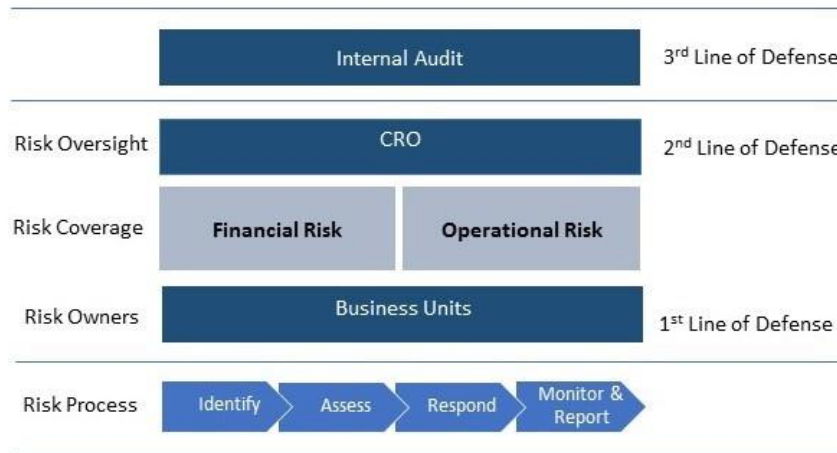 Internal Audit
3rd Line of Defense
Risk Oversight
CRO
2nd Line of Defense
Risk Coverage
Financial Risk
Operational Risk
Risk Owners
Business Units
1st Line of Defense
Risk Process
Identify
Assess
Respond
Monitor &
Report